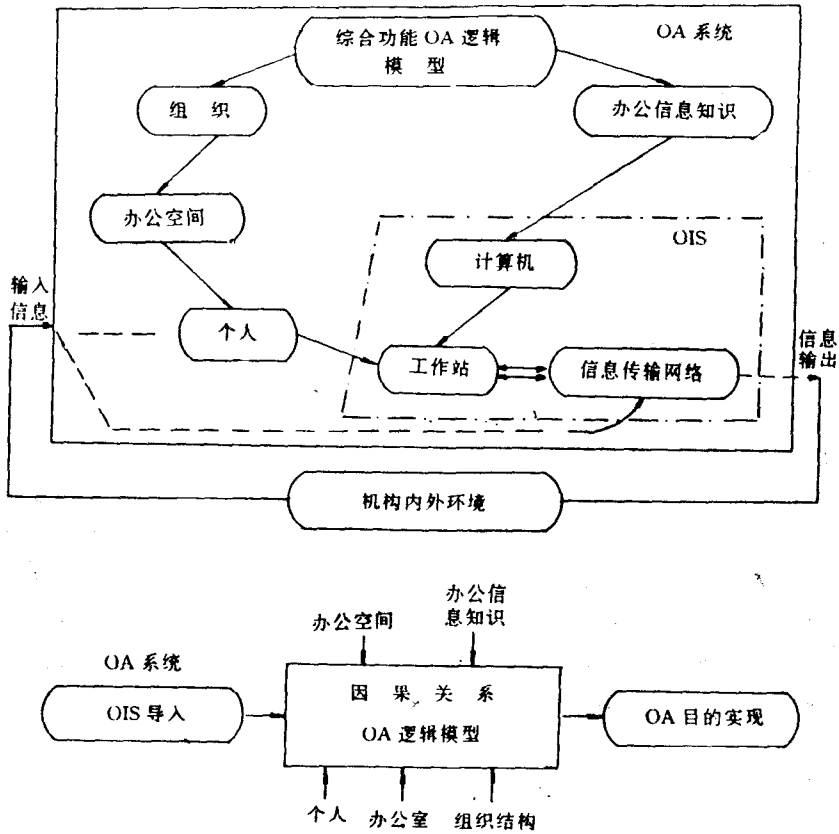 综合功能 OA 逻辑
模 型
OA 系统
组 织
办公信息知识
办公空间
OIS
计算机
输入
信息
个人
工作站
信息传输网络
信息
输出
机构内外环境
办公空间
办公信
息知识
OA 系统
OIS 导入
因 果 关 系
OA 逻辑模型
OA 目的实现
个人
办公室
组织结构